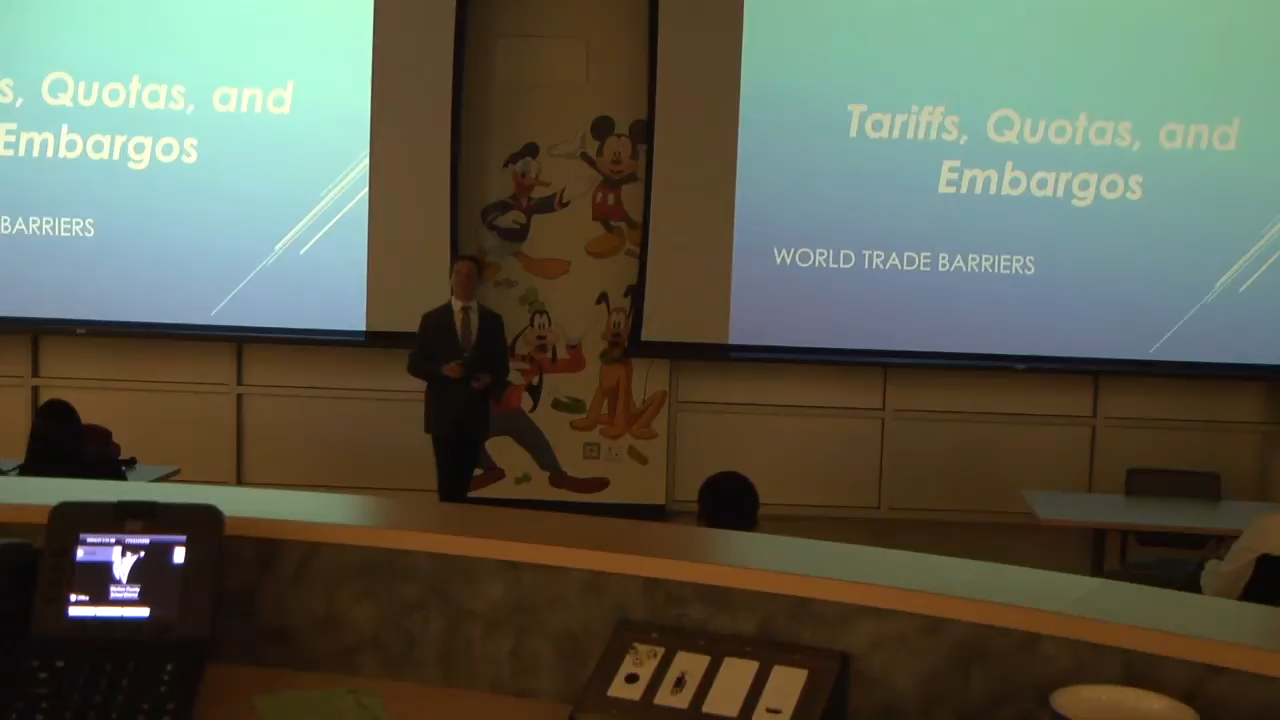 s, Quotas, and
Embargos
BARRIERS
Tariffs, Quotas, and
Embargos
WORLD TRADE BARRIERS